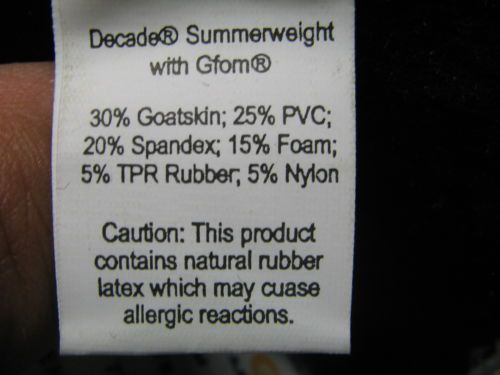 Decade® Summerweight
with Gfom®
30% Goatskin; 25% PVC;
20% Spandex; 15% Foam;
5% TPR Rubber; 5% Nylon
Caution: This product
contains natural rubber
latex which may cuase
allergic reactions.